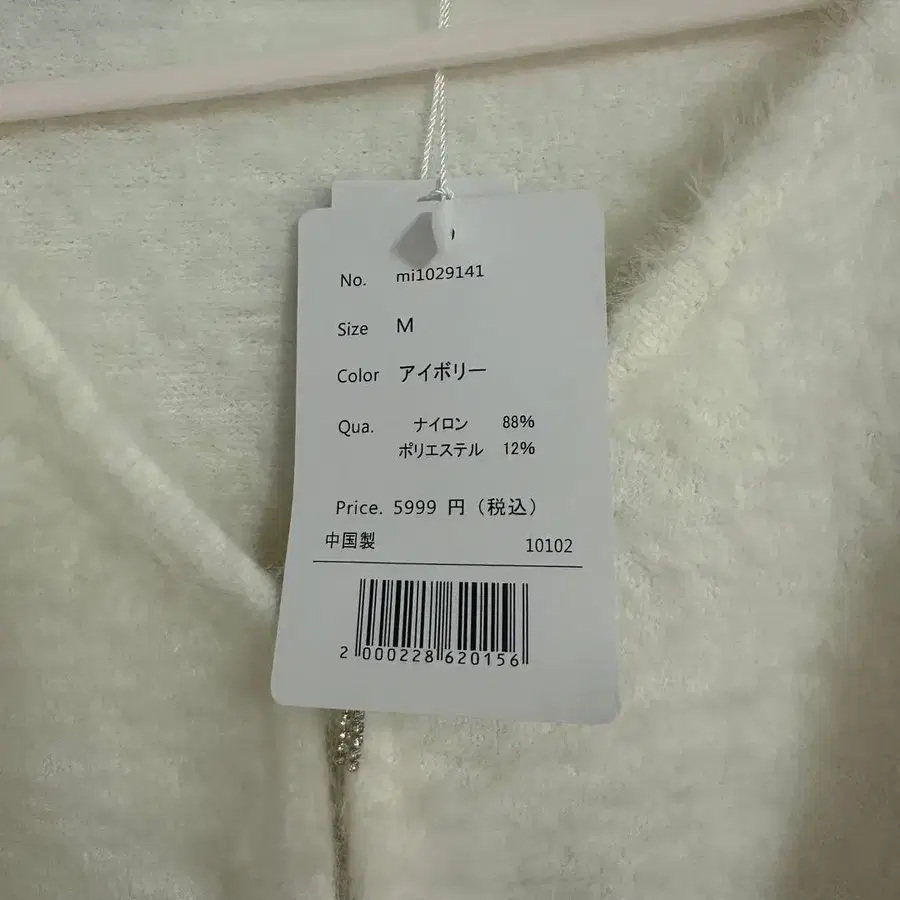 No. mi1029141
Size M
Color アイボリー
Qua. ナイロン 88%
ポリエステル 12%
Price. 5999 円（税込）
中国製 10102
2 000228 620156